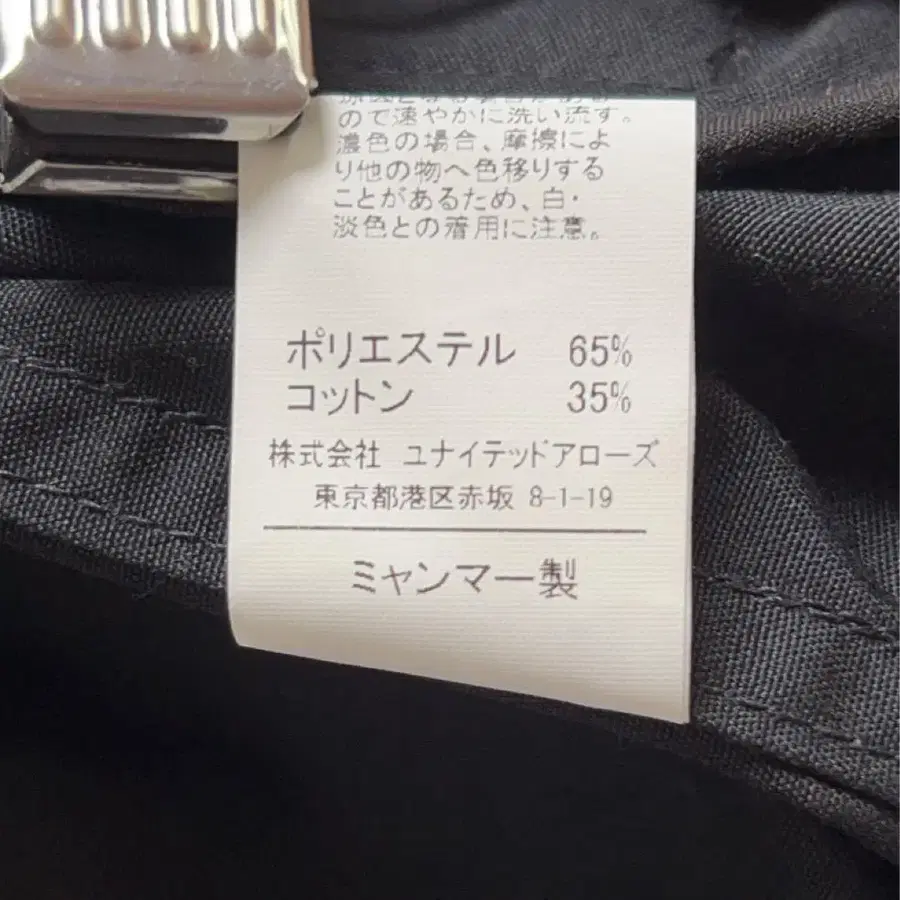 ので速やかに洗い流す。
濃色の場合、摩擦によ
り他の物へ色移りする
ことがあるため、白・
淡色との着用に注意。
ポリエステル 65%
コットン 35%
株式会社 ユナイテッドアローズ
東京都港区赤坂 8-1-19
ミャンマー製